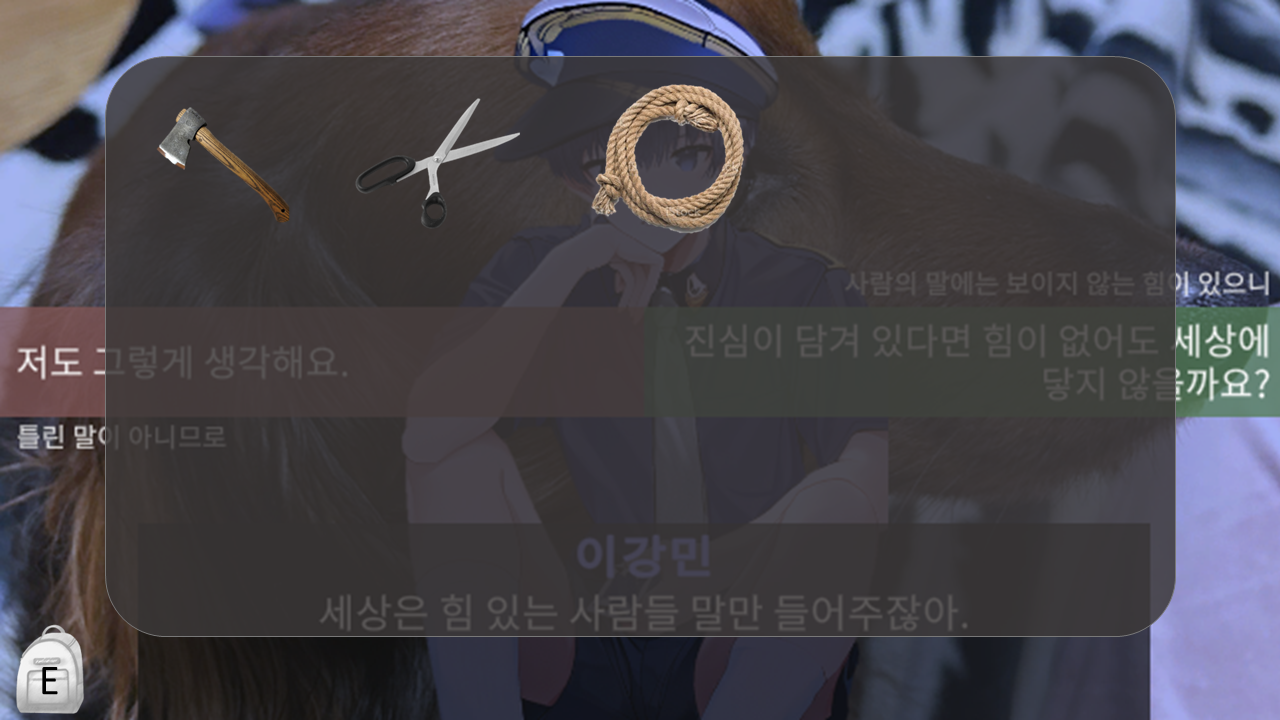 사람의 말에는 보이지 않는 힘이 있으니
저도 그렇게 생각해요.
진심이 담겨 있다면 힘이 없어도 세상에
닿지 않을까요?
틀린 말이 아니므로
이강민
세상은 힘 있는 사람들 말만 들어주잖아.
E